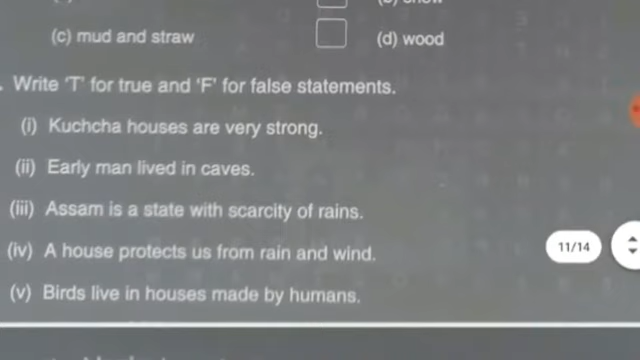 (c) mud and straw
(d) wood
Write 'T' for true and 'F' for false statements.
(i) Kuchcha houses are very strong.
(ii) Early man lived in caves.
(iii) Assam is a state with scarcity of rains.
(iv) A house protects us from rain and wind.
11/14
(v) Birds live in houses made by humans.